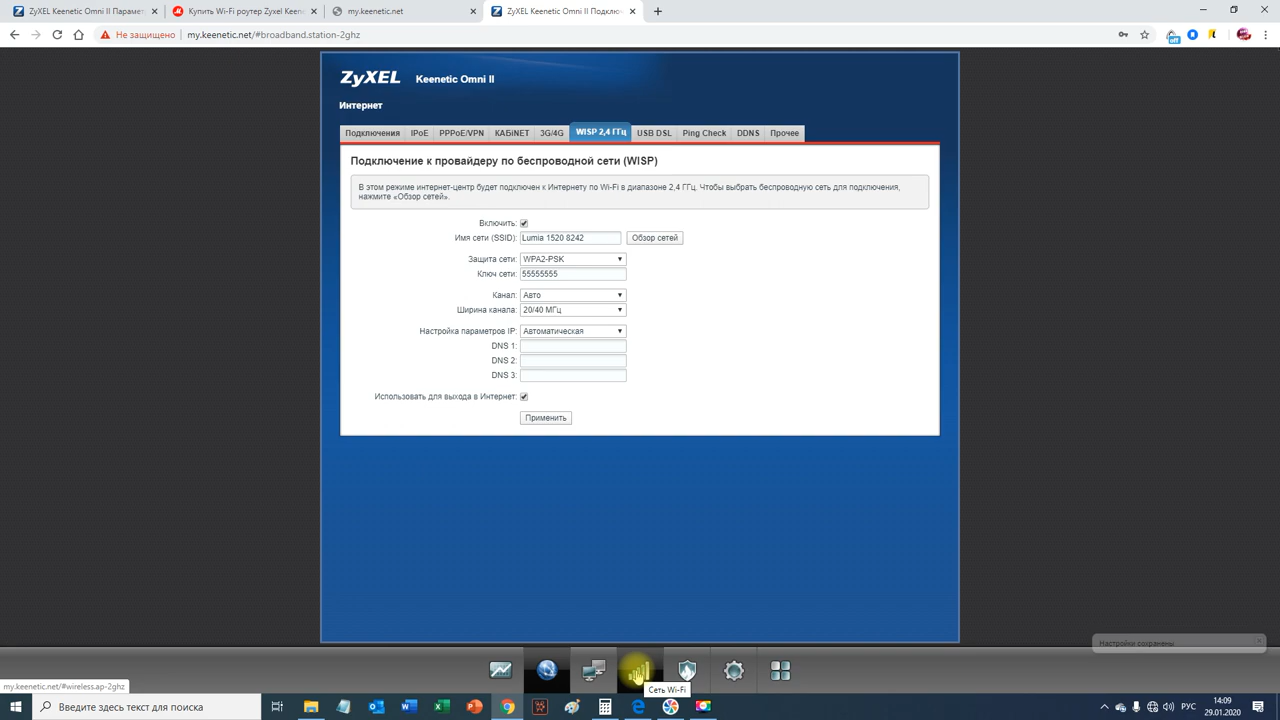 ZyXEL Keenetic Omni II Парам
Купить Wi-Fi роутер Zyxel Keene
my.keenetic.net
ZyXEL Keenetic Omni II Подклю
Не защищено
my.keenetic.net/#broadband.station-2ghz
off
ZyXEL Keenetic Omni II
Интернет
Подключения IPoE PPPoE/VPN КАБiNET 3G/4G WISP 2,4 ГГц USB DSL Ping Check DDNS Прочее
Подключение к провайдеру по беспроводной сети (WISP)
В этом режиме интернет-центр будет подключен к Интернету по Wi-Fi в диапазоне 2,4 ГГц. Чтобы выбрать беспроводную сеть для подключения,
нажмите «Обзор сетей».
Включить:
Имя сети (SSID): Lumia 1520 8242 Обзор сетей
Защита сети: WPA2-PSK
Ключ сети: 55555555
Канал: Авто
Ширина канала: 20/40 МГц
Настройка параметров IP: Автоматическая
DNS 1:
DNS 2:
DNS 3:
Использовать для выхода в Интернет:
Применить
Настройки сохранены
my.keenetic.net/#wireless.ap-2ghz
Сеть Wi-Fi
Введите здесь текст для поиска
РУС
14:09
29.01.2020